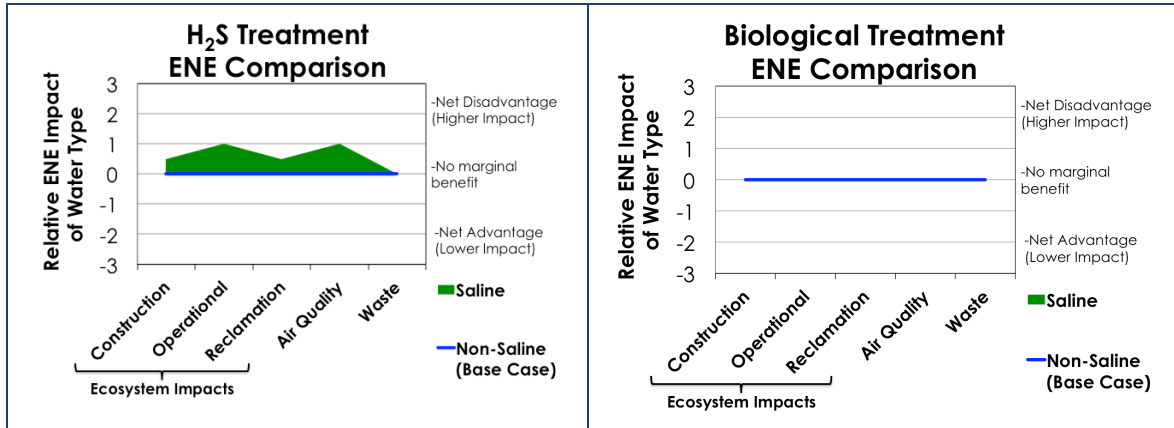 H₂S Treatment
ENE Comparison
Relative ENE Impact
of Water Type
3
2
1
0
-1
-2
-3
-Net Disadvantage
(Higher Impact)
-No marginal
benefit
-Net Advantage
(Lower Impact)
Construction
Operational
Reclamation
Air Quality
Waste
Ecosystem Impacts
Saline
Non-Saline
(Base Case)
Biological Treatment
ENE Comparison
Relative ENE Impact
of Water Type
3
2
1
0
-1
-2
-3
-Net Disadvantage
(Higher Impact)
-No marginal
benefit
-Net Advantage
(Lower Impact)
Construction
Operational
Reclamation
Air Quality
Waste
Ecosystem Impacts
Saline
Non-Saline
(Base Case)